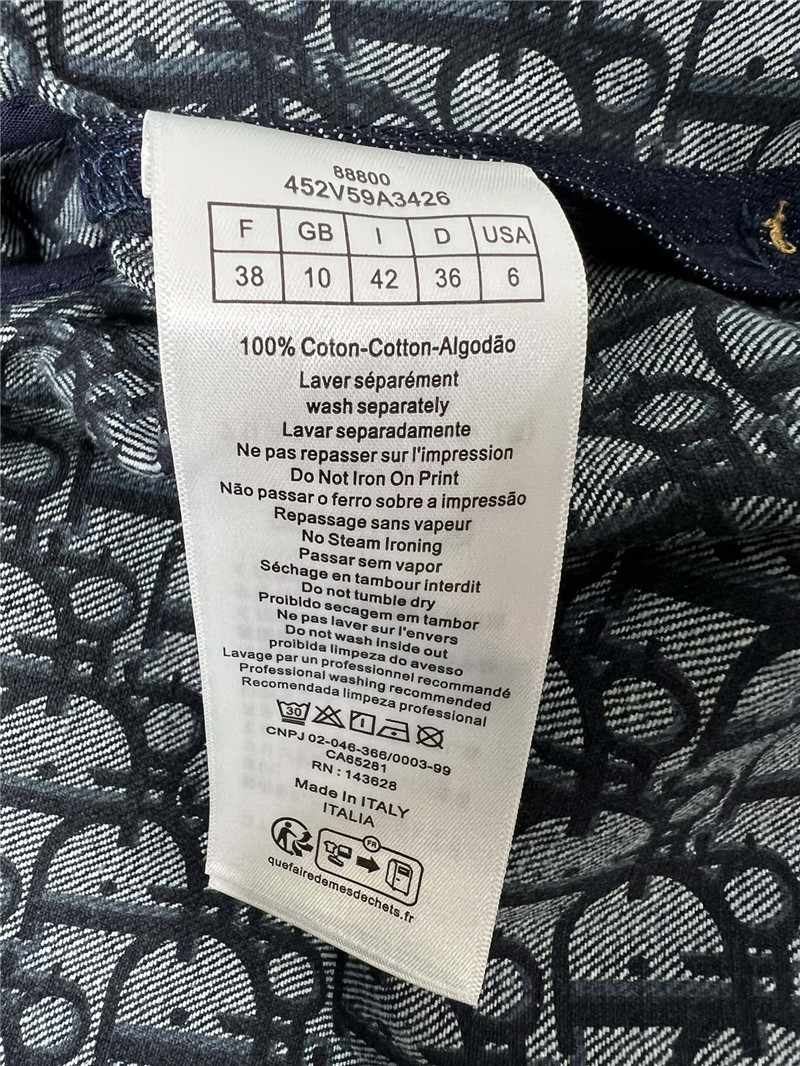 88800
452V59A3426
F GB I D USA
38 10 42 36 6
100% Coton-Cotton-Algodão
Laver séparément
wash separately
Lavar separadamente
Ne pas repasser sur l'impression
Do Not Iron On Print
Não passar o ferro sobre a impressão
Repassage sans vapeur
No Steam Ironing
Passar sem vapor
Séchage en tambour interdit
Do not tumble dry
Proibido secagem em tambor
Ne pas laver sur l'envers
Do not wash inside out
proibida limpeza do avesso
Lavage par un professionnel recommandé
Professional washing recommended
Recomendada limpeza professional
30
CNPJ 02-046-366/0003-99
CA65281
RN : 143628
Made In ITALY
ITALIA
FR
quefairedemesdechets.fr